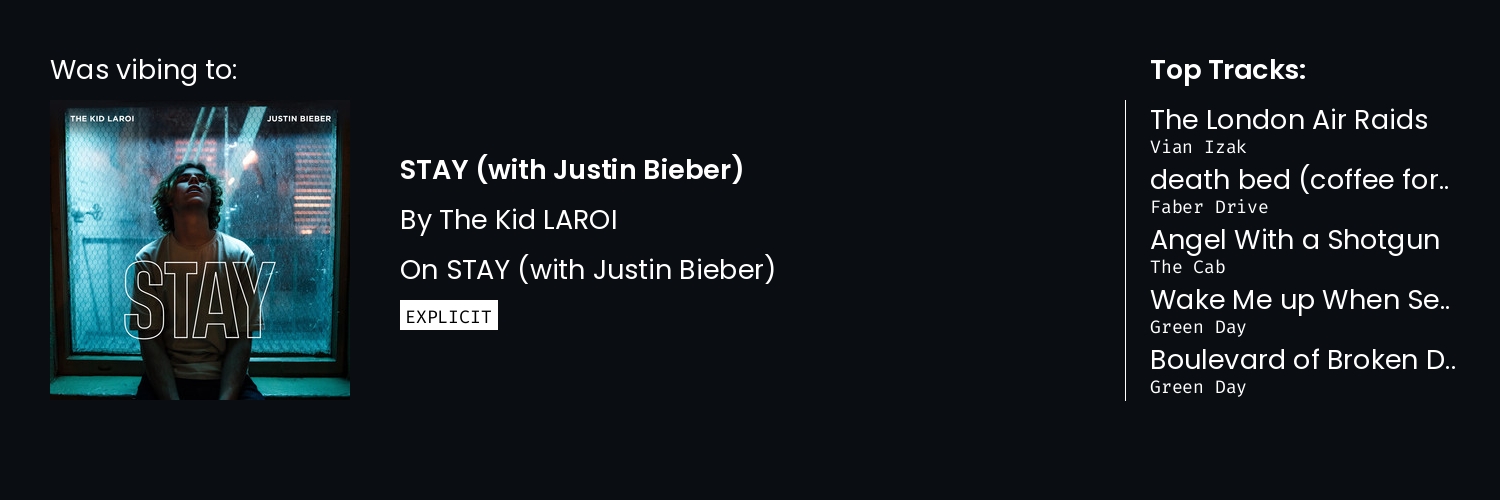 Was vibing to:
THE KID LAROI
JUSTIN BIEBER
STAY
STAY (with Justin Bieber)
By The Kid LAROI
On STAY (with Justin Bieber)
EXPLICIT
Top Tracks:
The London Air Raids
Vian Izak
death bed (coffee for..
Faber Drive
Angel With a Shotgun
The Cab
Wake Me up When Se..
Green Day
Boulevard of Broken D..
Green Day